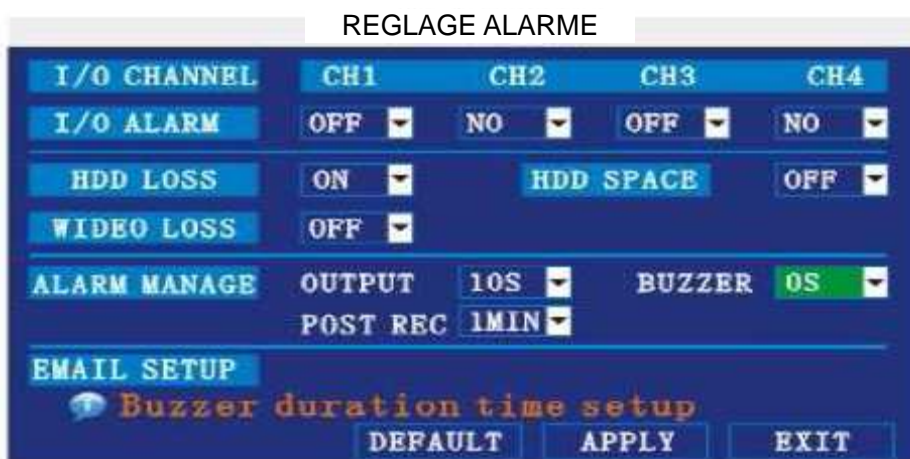 REGLAGE ALARME
I/O CHANNEL CH1 CH2 CH3 CH4
I/O ALARM OFF NO OFF NO
HDD LOSS ON HDD SPACE OFF
WIDEO LOSS OFF
ALARM MANAGE OUTPUT 10S BUZZER 0S
POST REC 1MIN
EMAIL SETUP
Buzzer duration time setup
DEFAULT APPLY EXIT